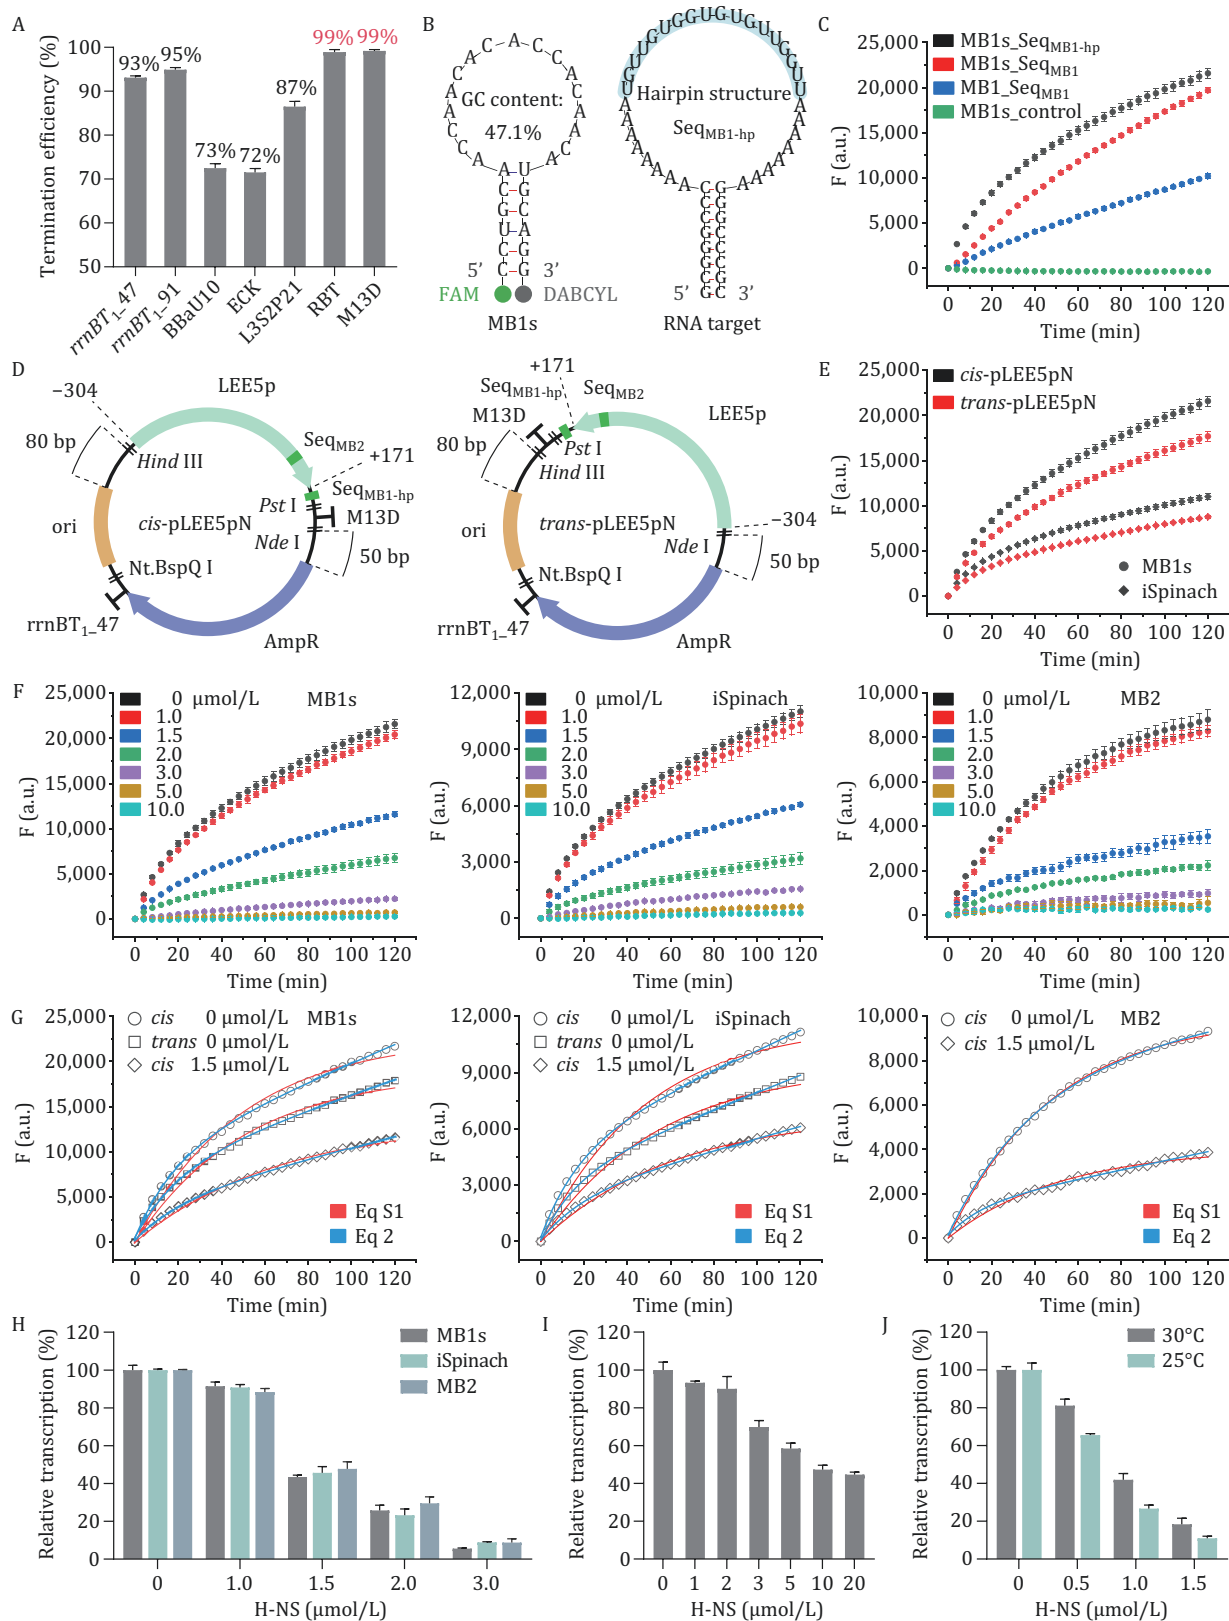 A
Termination efficiency (%)
100
90
80
70
60
50
93%
95%
73%
72%
87%
99%
99%
rrnBT1_47
rrnBT1_91
BBaU10
ECK
L3S2P21
RBT
M13D
B
GC content:
47.1%
5’
3’
FAM
DABCYL
MB1s
Hairpin structure
SeqMB1-hp
5’
3’
RNA target
C
F (a.u.)
25,000
20,000
15,000
10,000
5,000
0
MB1s_SeqMB1-hp
MB1s_SeqMB1
MB1_SeqMB1
MB1s_control
0 20 40 60 80 100 120
Time (min)
D
−304
LEE5p
80 bp
Hind III
SeqMB2
+171
Pst I
SeqMB1-hp
M13D
ori
cis-pLEE5pN
Nde I
50 bp
Nt.BspQ I
rrnBT1_47
AmpR
+171
SeqMB1-hp
SeqMB2
M13D
LEE5p
80 bp
Pst I
Hind III
ori
trans-pLEE5pN
−304
Nde I
50 bp
Nt.BspQ I
rrnBT1_47
AmpR
E
F (a.u.)
25,000
20,000
15,000
10,000
5,000
0
cis-pLEE5pN
trans-pLEE5pN
MB1s
iSpinach
0 20 40 60 80 100 120
Time (min)
F
F (a.u.)
25,000
20,000
15,000
10,000
5,000
0
0 μmol/L
1.0
1.5
2.0
3.0
5.0
10.0
MB1s
0 20 40 60 80 100 120
Time (min)
F (a.u.)
12,000
9,000
6,000
3,000
0
0 μmol/L
1.0
1.5
2.0
3.0
5.0
10.0
iSpinach
0 20 40 60 80 100 120
Time (min)
F (a.u.)
10,000
8,000
6,000
4,000
2,000
0
0 μmol/L
1.0
1.5
2.0
3.0
5.0
10.0
MB2
0 20 40 60 80 100 120
Time (min)
G
F (a.u.)
25,000
20,000
15,000
10,000
5,000
0
cis 0 μmol/L
trans 0 μmol/L
cis 1.5 μmol/L
MB1s
Eq S1
Eq 2
0 20 40 60 80 100 120
Time (min)
F (a.u.)
12,000
9,000
6,000
3,000
0
cis 0 μmol/L
trans 0 μmol/L
cis 1.5 μmol/L
iSpinach
Eq S1
Eq 2
0 20 40 60 80 100 120
Time (min)
F (a.u.)
10,000
8,000
6,000
4,000
2,000
0
cis 0 μmol/L
cis 1.5 μmol/L
MB2
Eq S1
Eq 2
0 20 40 60 80 100 120
Time (min)
H
Relative transcription (%)
120
100
80
60
40
20
0
MB1s
iSpinach
MB2
0 1.0 1.5 2.0 3.0
H-NS (μmol/L)
I
Relative transcription (%)
120
100
80
60
40
20
0
0 1 2 3 5 10 20
H-NS (μmol/L)
J
Relative transcription (%)
120
100
80
60
40
20
0
30°C
25°C
0 0.5 1.0 1.5
H-NS (μmol/L)